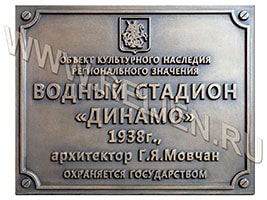 ОБЪЕКТ КУЛЬТУРНОГО НАСЛЕДИЯ
РЕГИОНАЛЬНОГО ЗНАЧЕНИЯ
ВОДНЫЙ СТАДИОН
«ДИНАМО»
1938г.,
архитектор Г.Я.Мовчан
ОХРАНЯЕТСЯ ГОСУДАРСТВОМ